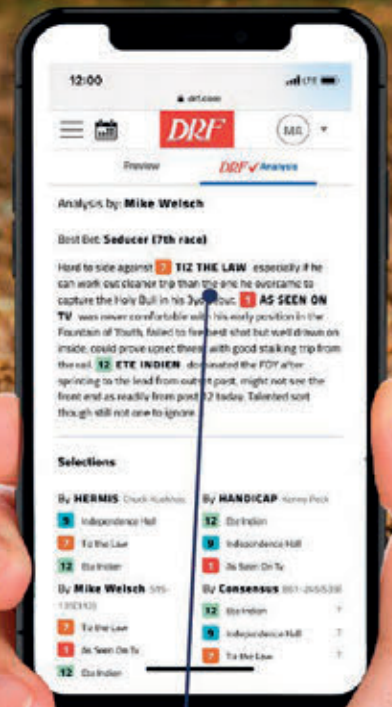 12:00
drf.com
DRF
MR
Preview
DRF Analysis
Analysis by: Mike Welsch
Best Bet: Seducer (7th race)
Hard to side against 7 TIZ THE LAW especially if he
can work out cleaner trip than the one he overcame to
capture the Holy Bull in his 3yo debut. 1 AS SEEN ON
TV was never comfortable with his early position in the
Fountain of Youth, failed to fire best shot but well drawn on
inside, could prove upset threat with good stalking trip from
the rail. 12 ETE INDIEN dominated the FOY after
sprinting to the lead from outer post, might not see the
front end as readily from post 12 today. Talented sort
though still not one to ignore.
Selections
By HERMIS
9 Independence Hall
7 Tiz the Law
12 Ete Indien
By HANDICAP Kenny Peck
12 Ete Indien
9 Independence Hall
1 As Seen On Tv
By Mike Welsch
7 Tiz the Law
1 As Seen On Tv
12 Ete Indien
By Consensus
12 Ete Indien 7
9 Independence Hall 7
7 Tiz the Law